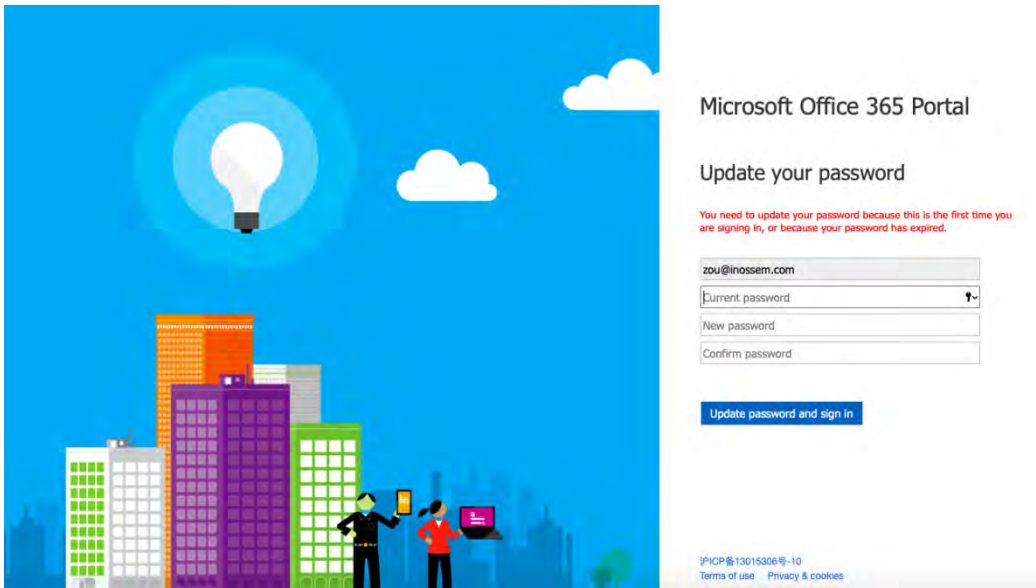 Microsoft Office 365 Portal
Update your password
You need to update your password because this is the first time you
are signing in, or because your password has expired.
zou@inossem.com
Current password
New password
Confirm password
Update password and sign in
沪ICP备13015306号-10
Terms of use Privacy & cookies